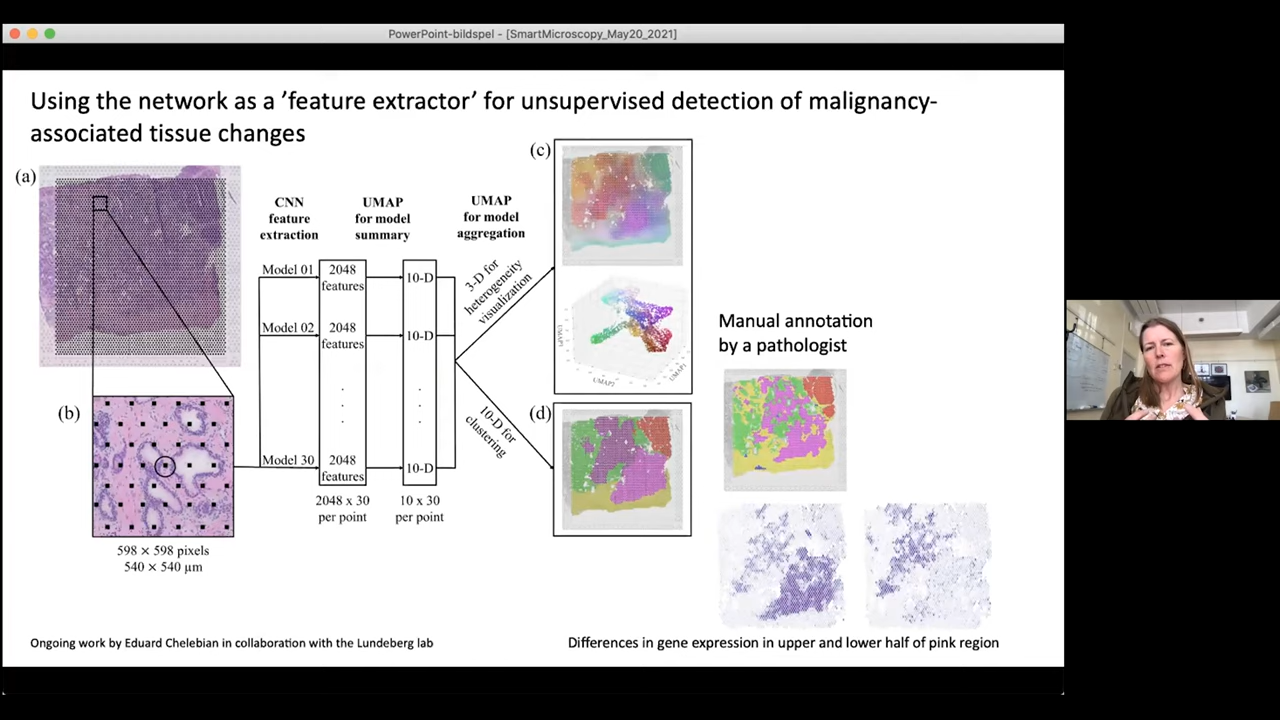 PowerPoint-bildspel - [SmartMicroscopy_May20_2021]
Using the network as a ’feature extractor’ for unsupervised detection of malignancy-
associated tissue changes
(a)
(b)
598 × 598 pixels
540 × 540 µm
CNN
feature
extraction
UMAP
for model
summary
UMAP
for model
aggregation
Model 01
2048
features
10-D
Model 02
2048
features
10-D
Model 30
2048
features
10-D
2048 x 30
per point
10 x 30
per point
3-D for
heterogeneity
visualization
10-D for
clustering
(c)
UMAP3
UMAP2
UMAP1
(d)
Manual annotation
by a pathologist
Ongoing work by Eduard Chelebian in collaboration with the Lundeberg lab
Differences in gene expression in upper and lower half of pink region